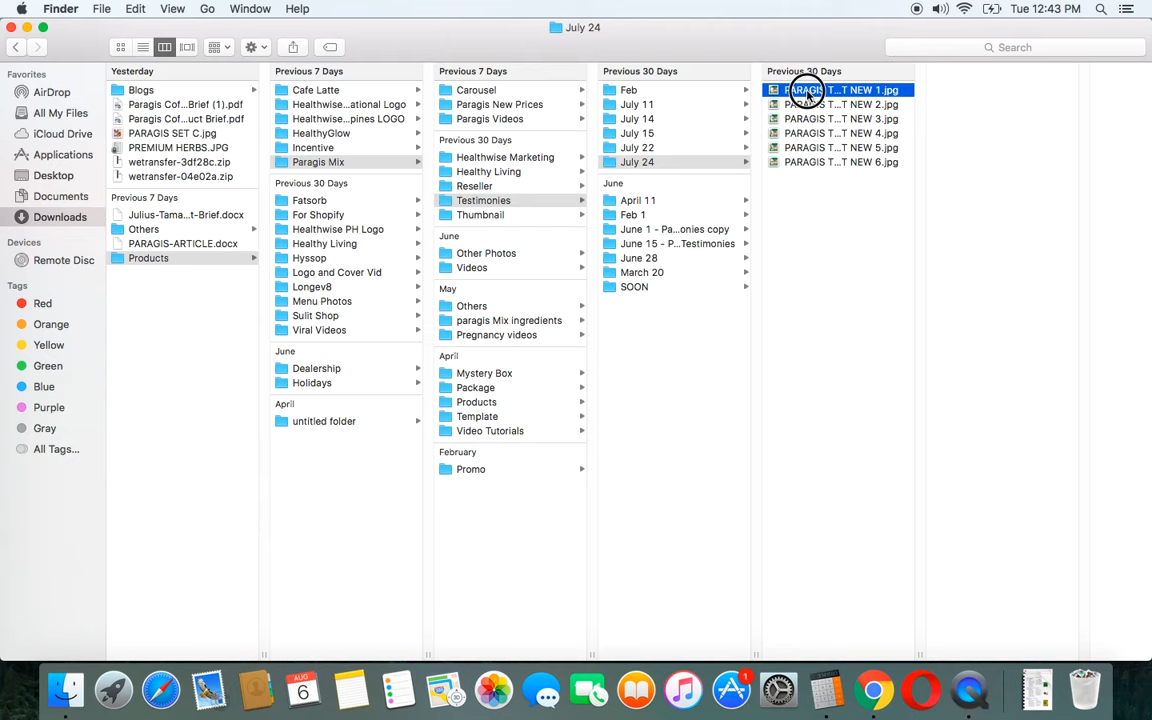 Finder File Edit View Go Window Help Tue 12:43 PM
July 24
Search
Favorites
AirDrop
All My Files
iCloud Drive
Applications
Desktop
Documents
Downloads
Devices
Remote Disc
Tags
Red
Orange
Yellow
Green
Blue
Purple
Gray
All Tags...
Yesterday
Blogs
Paragis Cof...Brief (1).pdf
Paragis Cof...uct Brief.pdf
PARAGIS SET C.jpg
PREMIUM HERBS.JPG
wetransfer-3df28c.zip
wetransfer-04e02a.zip
Previous 7 Days
Julius-Tama...t-Brief.docx
Others
PARAGIS-ARTICLE.docx
Products
Previous 7 Days
Cafe Latte
Healthwise...ational Logo
Healthwise...pines LOGO
HealthyGlow
Incentive
Paragis Mix
Previous 30 Days
Fatsorb
For Shopify
Healthwise PH Logo
Healthy Living
Hyssop
Logo and Cover Vid
Longev8
Menu Photos
Sulit Shop
Viral Videos
June
Dealership
Holidays
April
untitled folder
Previous 7 Days
Carousel
Paragis New Prices
Paragis Videos
Previous 30 Days
Healthwise Marketing
Healthy Living
Reseller
Testimonies
Thumbnail
June
Other Photos
Videos
May
Others
paragis Mix ingredients
Pregnancy videos
April
Mystery Box
Package
Products
Template
Video Tutorials
February
Promo
Previous 30 Days
Feb
July 11
July 14
July 15
July 22
July 24
June
April 11
Feb 1
June 1 - Pa...onies copy
June 15 - P...Testimonies
June 28
March 20
SOON
Previous 30 Days
PARAGIS T...T NEW 1.jpg
PARAGIS T...T NEW 2.jpg
PARAGIS T...T NEW 3.jpg
PARAGIS T...T NEW 4.jpg
PARAGIS T...T NEW 5.jpg
PARAGIS T...T NEW 6.jpg
AUG
6
1